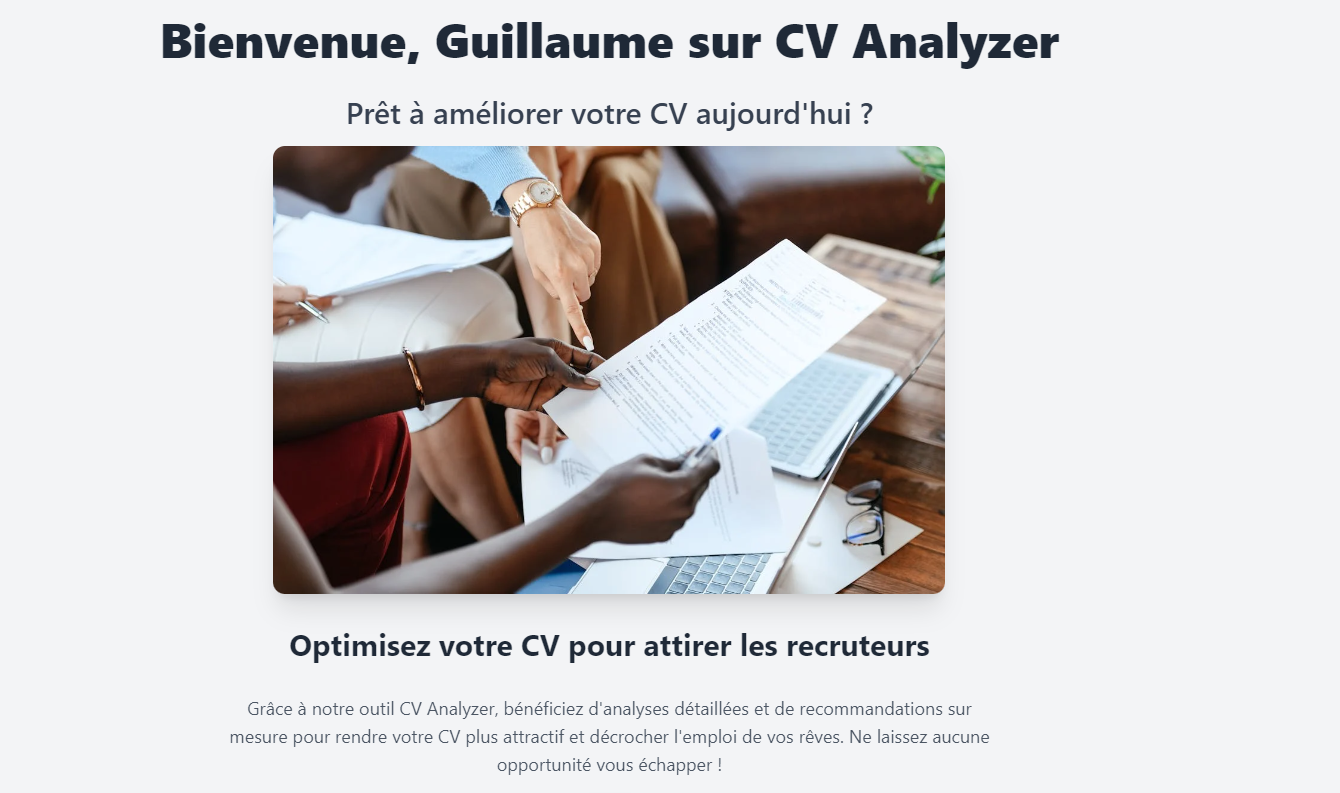 Bienvenue, Guillaume sur CV Analyzer
Prêt à améliorer votre CV aujourd'hui ?
Optimisez votre CV pour attirer les recruteurs
Grâce à notre outil CV Analyzer, bénéficiez d'analyses détaillées et de recommandations sur
mesure pour rendre votre CV plus attractif et décrocher l'emploi de vos rêves. Ne laissez aucune
opportunité vous échapper !